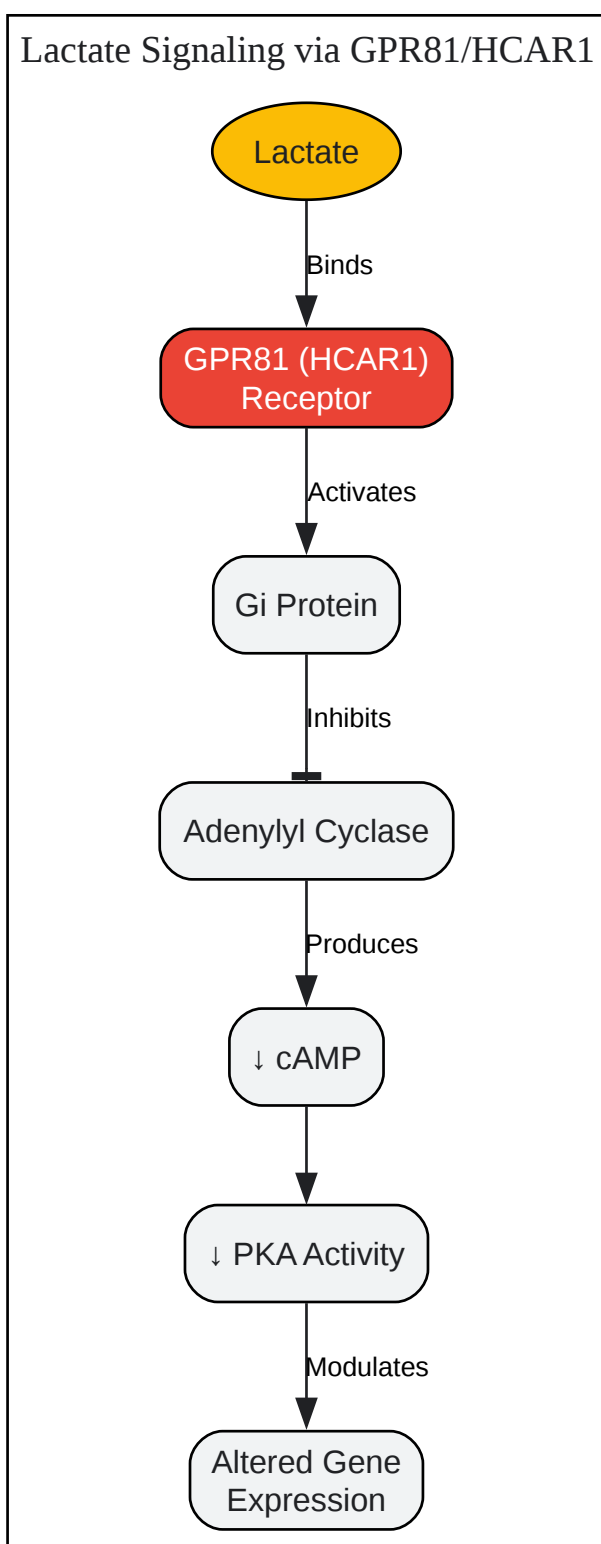 Lactate Signaling via GPR81/HCAR1
Lactate
Binds
GPR81 (HCAR1)
Receptor
Activates
Gi Protein
Inhibits
Adenylyl Cyclase
Produces
↓ cAMP
↓ PKA Activity
Modulates
Altered Gene
Expression